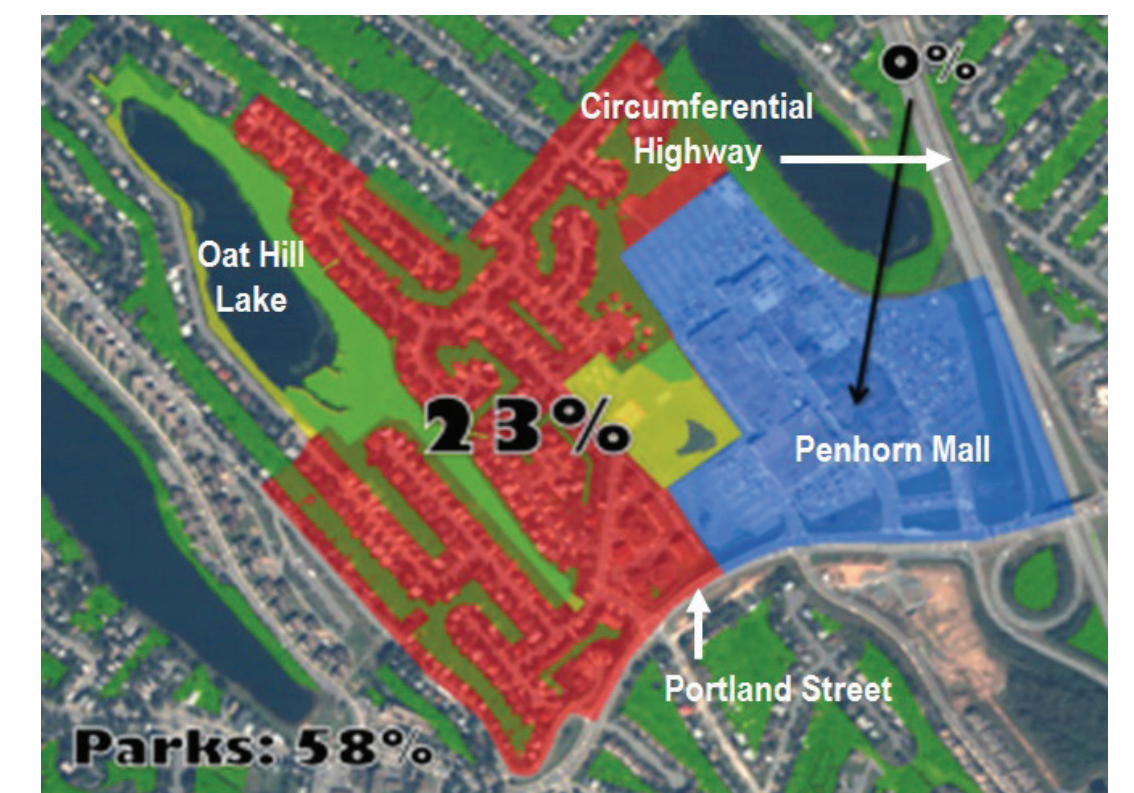 0%
Circumferential
Highway
Oat Hill
Lake
23%
Penhorn Mall
Portland Street
Parks: 58%